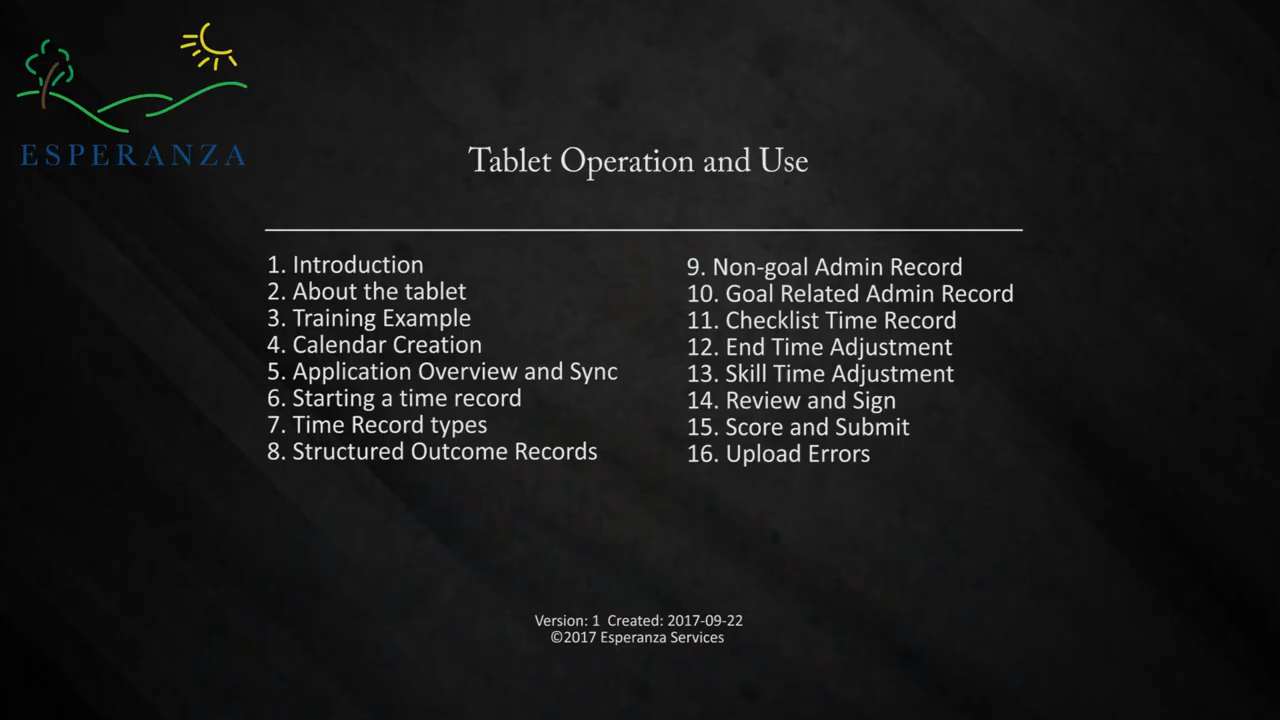 ESPERANZA
Tablet Operation and Use
1. Introduction
2. About the tablet
3. Training Example
4. Calendar Creation
5. Application Overview and Sync
6. Starting a time record
7. Time Record types
8. Structured Outcome Records
9. Non-goal Admin Record
10. Goal Related Admin Record
11. Checklist Time Record
12. End Time Adjustment
13. Skill Time Adjustment
14. Review and Sign
15. Score and Submit
16. Upload Errors
Version: 1 Created: 2017-09-22
©2017 Esperanza Services